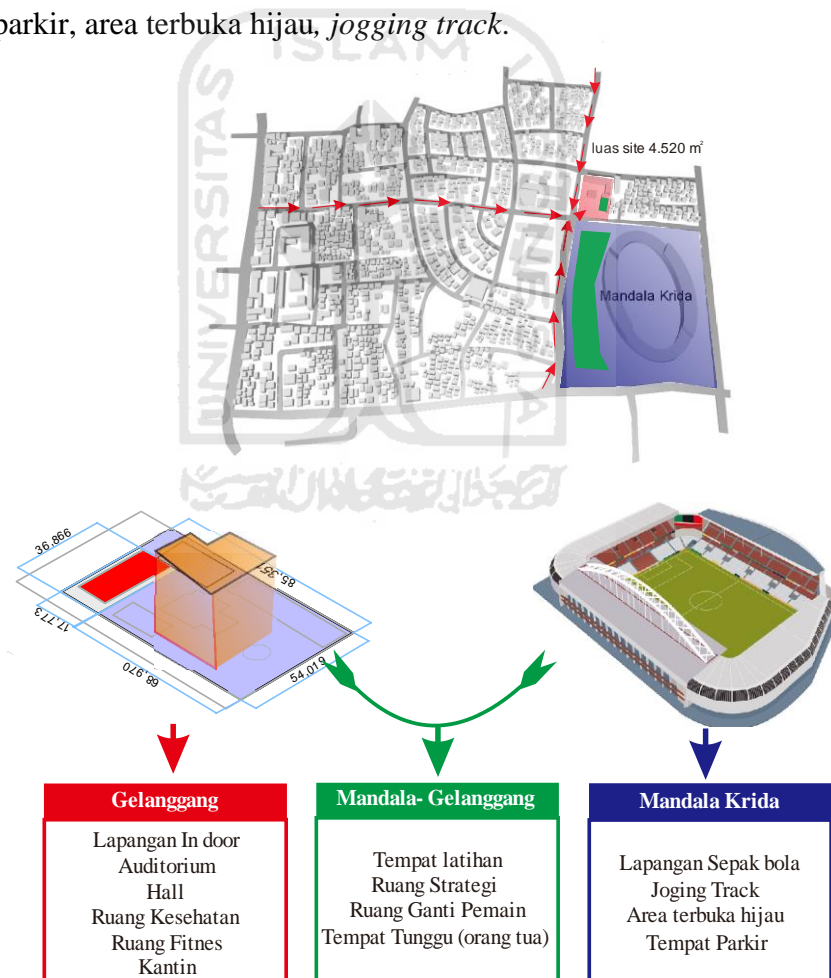 parkir, area terbuka hijau, jogging track.
ISLAM
UNIVERSITAS
luas site 4.520 m²
Mandala Krida
36.866
17.773
68.970
54.019
Gelanggang
Lapangan In door
Auditorium
Hall
Ruang Kesehatan
Ruang Fitnes
Kantin
Mandala- Gelanggang
Tempat latihan
Ruang Strategi
Ruang Ganti Pemain
Tempat Tunggu (orang tua)
Mandala Krida
Lapangan Sepak bola
Joging Track
Area terbuka hijau
Tempat Parkir